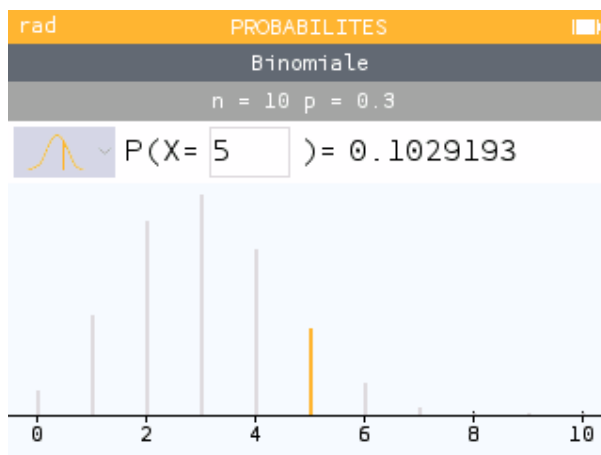 rad PROBABILITES
Binomiale
n = 10 p = 0.3
P(X= 5 )= 0.1029193
0 2 4 6 8 10